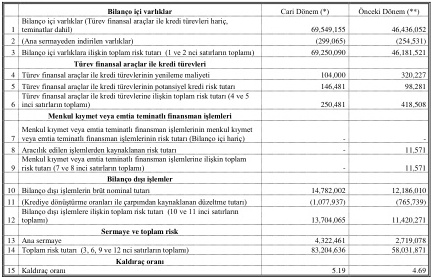 Bilanço içi varlıklar Cari Dönem (*) Önceki Dönem (**)
Bilanço içi varlıklar (Türev finansal araçlar ile kredi türevleri hariç,
1 teminatlar dahil) 69,549,155 46,436,052
2 (Ana sermayeden indirilen varlıklar) (299,065) (254,531)
3 Bilanço içi varlıklara ilişkin toplam risk tutarı (1 ve 2 nci satırların toplamı) 69,250,090 46,181,521
Türev finansal araçlar ile kredi türevleri
4 Türev finansal araçlar ile kredi türevlerinin yenileme maliyeti 104,000 320,227
5 Türev finansal araçlar ile kredi türevlerinin potansiyel kredi risk tutarı 146,481 98,281
Türev finansal araçlar ile kredi türevlerine ilişkin toplam risk tutarı (4 ve 5
6 inci satırların toplamı) 250,481 418,508
Menkul kıymet veya emtia teminatlı finansman işlemleri
Menkul kıymet veya emtia teminatlı finansman işlemlerinin menkul kıymet
7 veya emtia teminatlı finansman işlemlerinin risk tutarı (Bilanço içi hariç) - -
8 Aracılık edilen işlemlerden kaynaklanan risk tutarı - 11,571
Menkul kıymet veya emtia teminatlı finansman işlemlerine ilişkin toplam
9 risk tutarı (7 ve 8 inci satırların toplamı) - 11,571
Bilanço dışı işlemler
10 Bilanço dışı işlemlerin brüt nominal tutarı 14,782,002 12,186,010
11 (Krediye dönüştürme oranları ile çarpımdan kaynaklanan düzeltme tutarı) (1,077,937) (765,739)
Bilanço dışı işlemlere ilişkin toplam risk tutarı (10 ve 11 inci satırların
12 toplamı) 13,704,065 11,420,271
Sermaye ve toplam risk
13 Ana sermaye 4,322,461 2,719,078
14 Toplam risk tutarı (3, 6, 9 ve 12 nci satırların toplamı) 83,204,636 58,031,871
Kaldıraç oranı
15 Kaldıraç oranı 5.19 4.69